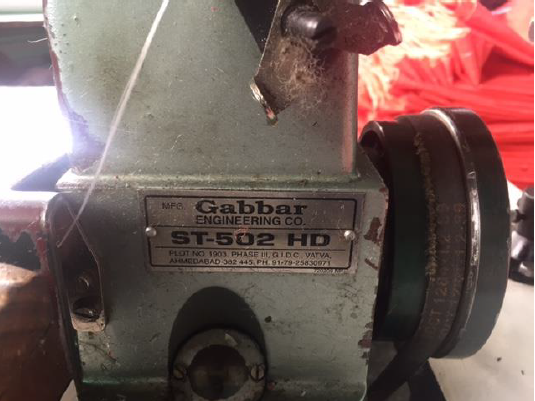 MFG. Gabbar
ENGINEERING CO.
ST-502 HD
PLOT NO. 1903, PHASE III, G.I.D.C., VATVA,
AHMEDABAD-382 445, PH. 91-79-25830871